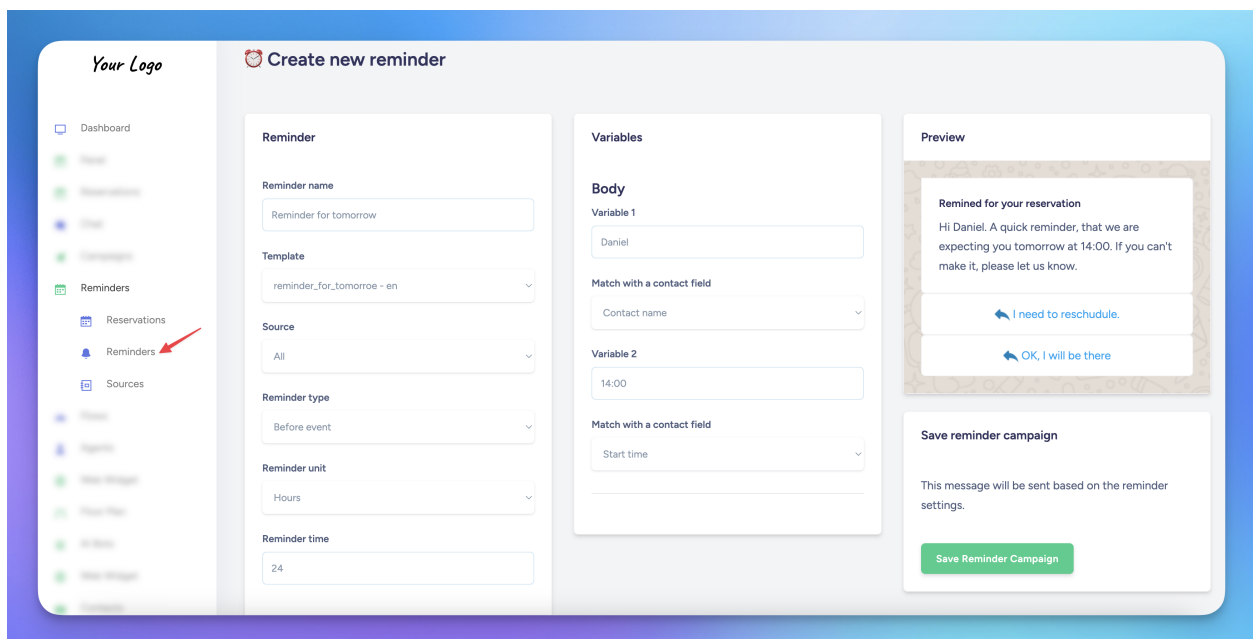 Your Logo
Dashboard
Reminders
Reservations
Reminders
Sources
⏰ Create new reminder
Reminder
Reminder name
Reminder for tomorrow
Template
reminder_for_tomorroe - en
Source
All
Reminder type
Before event
Reminder unit
Hours
Reminder time
24
Variables
Body
Variable 1
Daniel
Match with a contact field
Contact name
Variable 2
14:00
Match with a contact field
Start time
Preview
Remined for your reservation
Hi Daniel. A quick reminder, that we are
expecting you tomorrow at 14:00. If you can't
make it, please let us know.
I need to reschudule.
OK, I will be there
Save reminder campaign
This message will be sent based on the reminder
settings.
Save Reminder Campaign